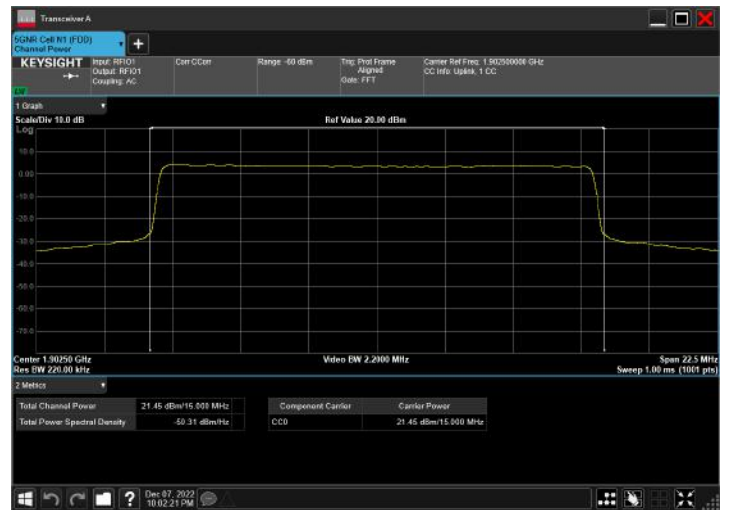 Transceiver A
5GNR Cell N1 (FDD)
Channel Power
KEYSIGHT
Input: RFIO1
Output: RFIO1
Coupling: AC
Corr CCorr
Range: -60 dBm
Trig: Prot Frame
Aligned
Gate: FFT
Carrier Ref Freq: 1.902500000 GHz
CC Info: Uplink, 1 CC
1 Graph
Scale/Div 10.0 dB
Ref Value 20.00 dBm
Log
10.0
0.00
-10.0
-20.0
-30.0
-40.0
-50.0
-60.0
-70.0
Center 1.90250 GHz
Video BW 2.2000 MHz
Span 22.5 MHz
Res BW 220.00 kHz
Sweep 1.00 ms (1001 pts)
2 Metrics
Total Channel Power 21.45 dBm/15.000 MHz
Total Power Spectral Density -50.31 dBm/Hz
Component Carrier Carrier Power
CC0 21.45 dBm/15.000 MHz
Dec 07, 2022
10:02:21 PM